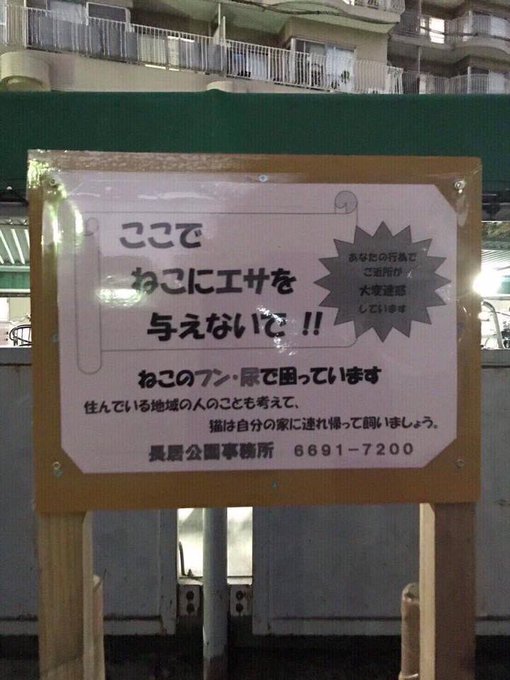 ここで
ねこにエサを
与えないで !!
あなたの行為で
ご近所が
大変迷惑
しています
ねこのフン・尿で困っています
住んでいる地域の人のことも考えて、
猫は自分の家に連れ帰って飼いましょう。
長居公園事務所 6691-7200